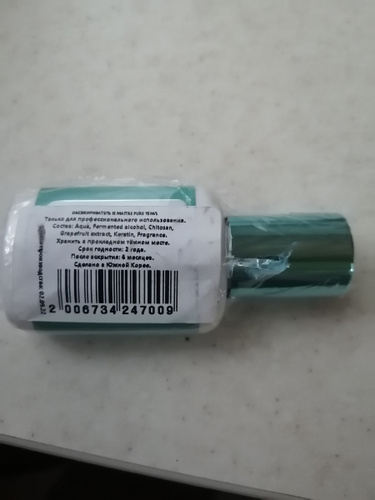 Только для профессионального использования.
Состав: Aqua, Fermented alcohol, Chitosan,
Grapefruit extract, Keratin, Fragrance.
Хранить в прохладном тёмном месте.
Срок годности: 2 года.
После закрытия: 6 месяцев.
Сделано в Южной Корее.
2 006734 247009